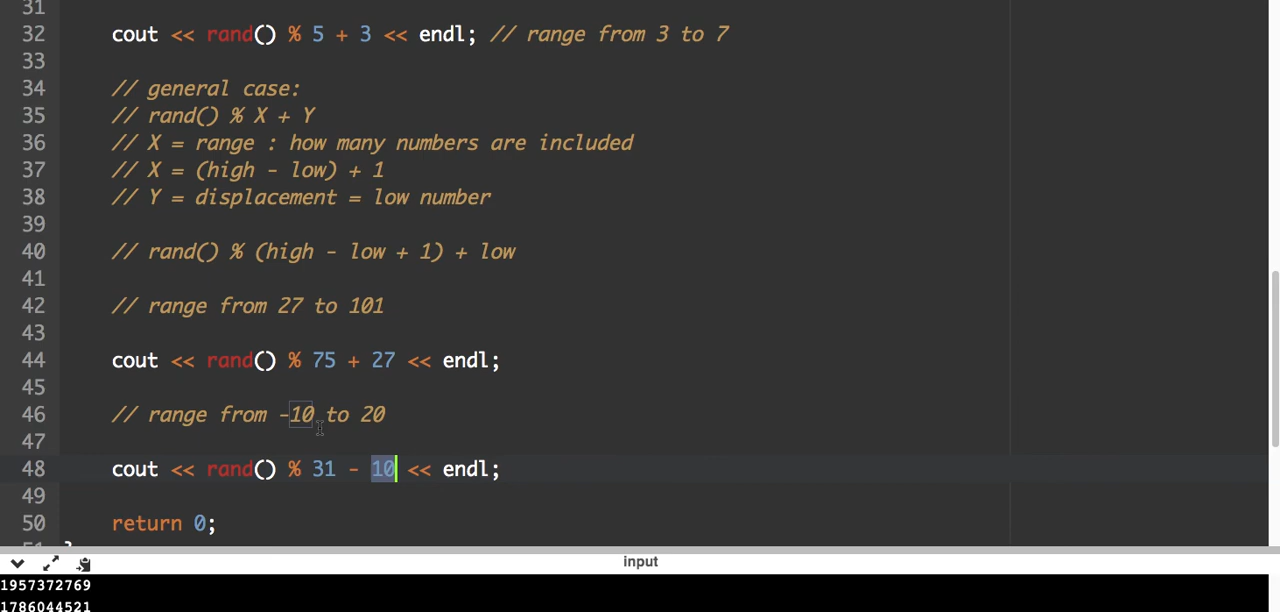 31
32 cout << rand() % 5 + 3 << endl; // range from 3 to 7
33
34 // general case:
35 // rand() % X + Y
36 // X = range : how many numbers are included
37 // X = (high - low) + 1
38 // Y = displacement = low number
39
40 // rand() % (high - low + 1) + low
41
42 // range from 27 to 101
43
44 cout << rand() % 75 + 27 << endl;
45
46 // range from -10 to 20
47
48 cout << rand() % 31 - 10 << endl;
49
50 return 0;
51 }
input
1957372769
1786044521